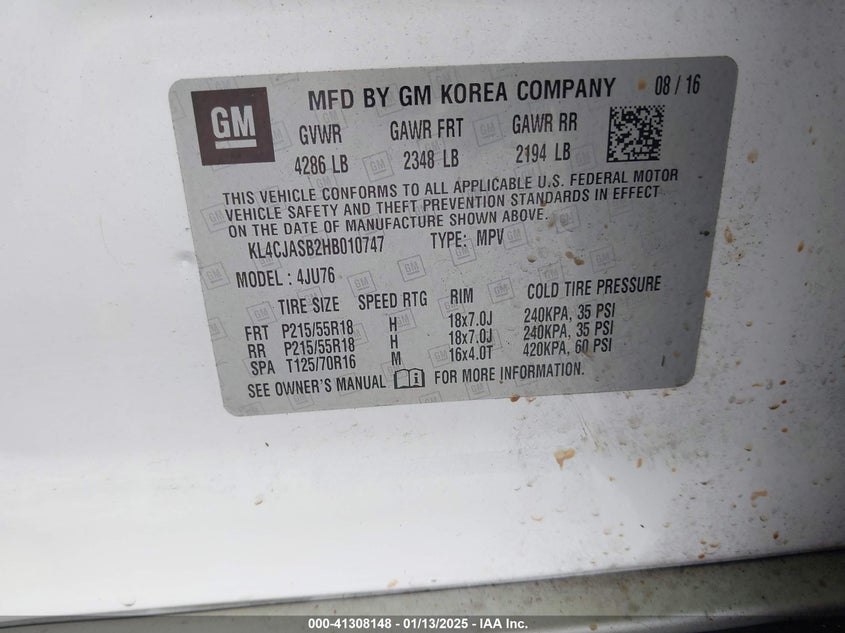 GM
MFD BY GM KOREA COMPANY 08 / 16
GVWR GAWR FRT GAWR RR
4286 LB 2348 LB 2194 LB
THIS VEHICLE CONFORMS TO ALL APPLICABLE U.S. FEDERAL MOTOR
VEHICLE SAFETY AND THEFT PREVENTION STANDARDS IN EFFECT
ON THE DATE OF MANUFACTURE SHOWN ABOVE.
KL4CJASB2HB010747 TYPE: MPV
MODEL : 4JU76
TIRE SIZE SPEED RTG RIM COLD TIRE PRESSURE
FRT P215/55R18 H 18x7.0J 240KPA, 35 PSI
RR P215/55R18 H 18x7.0J 240KPA, 35 PSI
SPA T125/70R16 M 16x4.0T 420KPA, 60 PSI
SEE OWNER'S MANUAL FOR MORE INFORMATION.
000-41308148 - 01/13/2025 - IAA Inc.